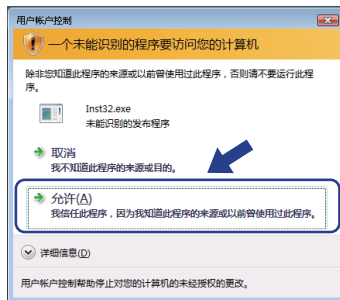 用户帐户控制
一个未能识别的程序要访问您的计算机
除非您知道此程序的来源或以前曾使用过此程序，否则请不要运行此程
序。
Inst32.exe
未能识别的发布程序
取消
我不知道此程序的来源或目的。
允许(A)
我信任此程序，因为我知道此程序的来源或以前曾使用过此程序。
详细信息(D)
用户帐户控制帮助停止对您的计算机的未经授权的更改。